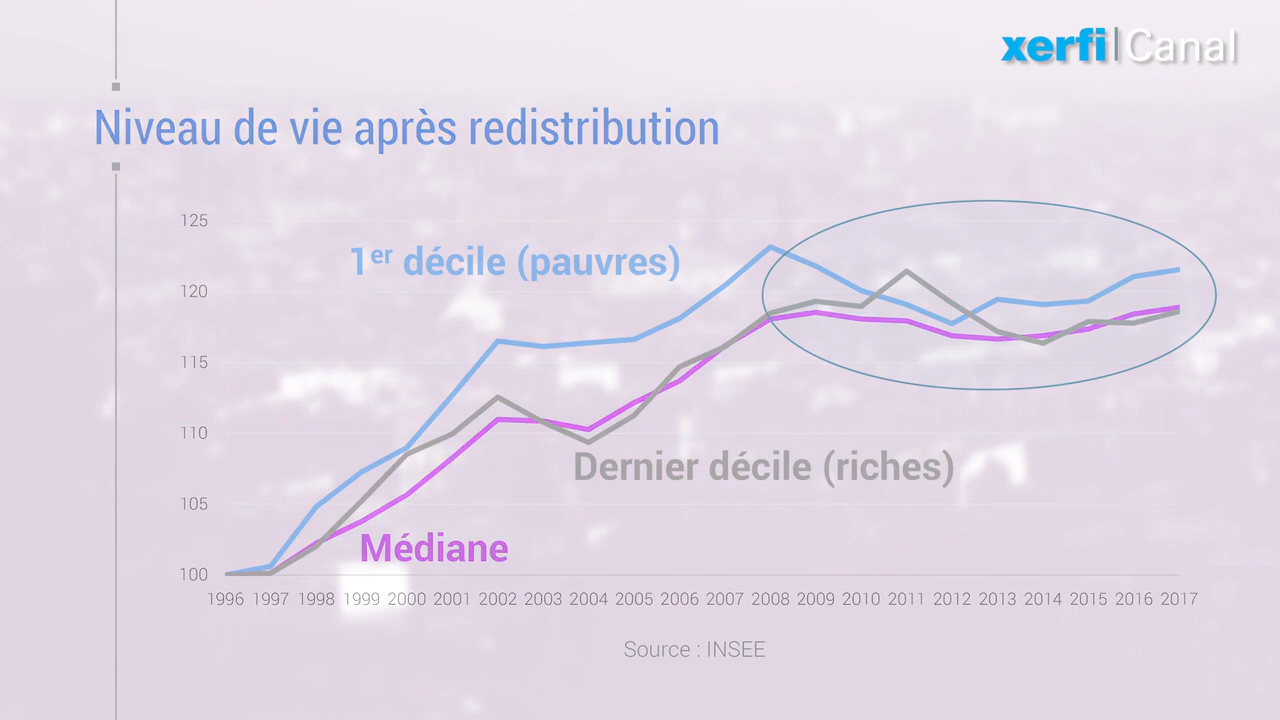 xerfi Canal
Niveau de vie après redistribution
125
1er décile (pauvres)
120
115
110
Dernier décile (riches)
105
Médiane
100
1996 1997 1998 1999 2000 2001 2002 2003 2004 2005 2006 2007 2008 2009 2010 2011 2012 2013 2014 2015 2016 2017
Source : INSEE